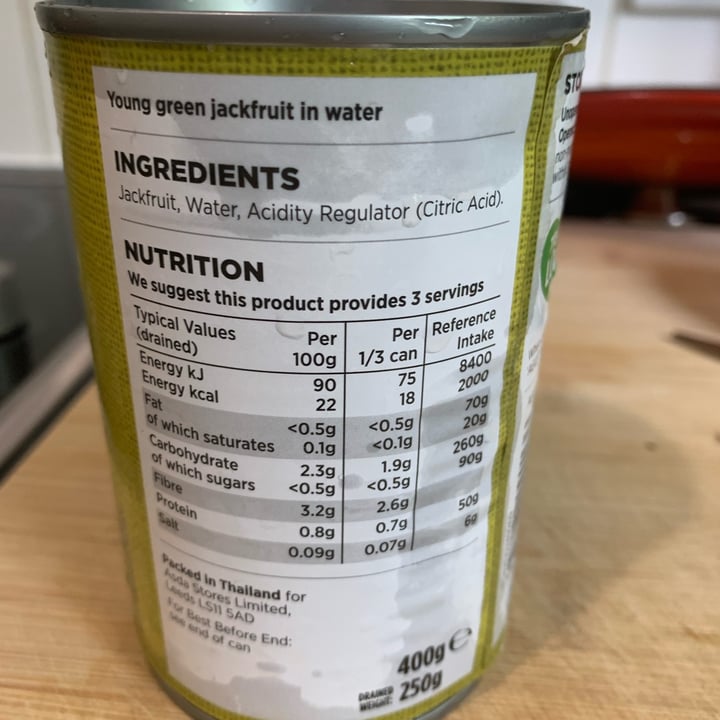 Young green jackfruit in water
INGREDIENTS
Jackfruit, Water, Acidity Regulator (Citric Acid).
NUTRITION
We suggest this product provides 3 servings
Typical Values (drained) Per 100g Per 1/3 can Reference Intake
Energy kJ 90 75 8400
Energy kcal 22 18 2000
Fat <0.5g <0.5g 70g
of which saturates 0.1g <0.1g 20g
Carbohydrate 2.3g 1.9g 260g
of which sugars <0.5g <0.5g 90g
Fibre 3.2g 2.6g
Protein 0.8g 0.7g 50g
Salt 0.09g 0.07g 6g
Packed in Thailand for
Asda Stores Limited,
Leeds LS11 5AD
For Best Before End:
see end of can
400g e
DRAINED WEIGHT: 250g